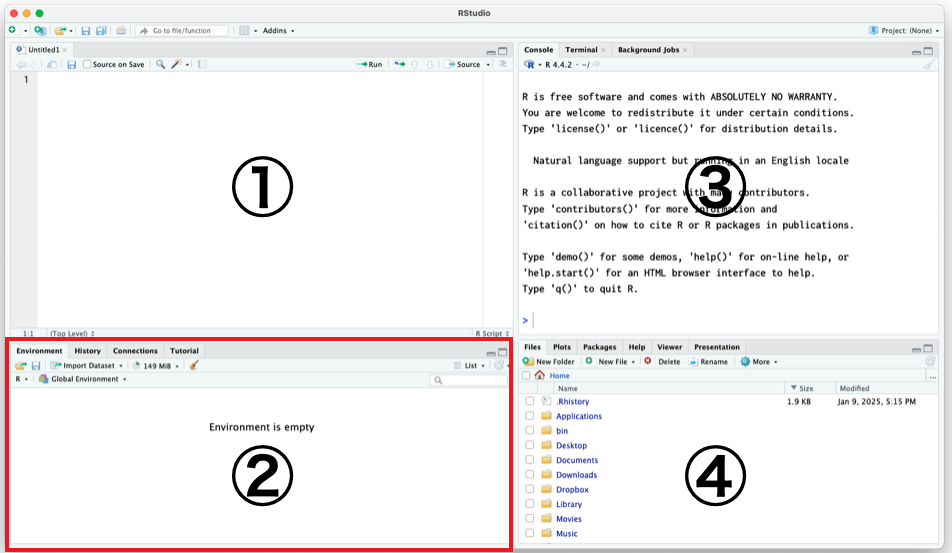 RStudio
Go to file/function
Addins
Project: (None)
Untitled1
Source on Save
Run
Source
1
①
1:1
(Top Level)
R Script
Console
Terminal
Background Jobs
R 4.4.2 · ~/
R is free software and comes with ABSOLUTELY NO WARRANTY.
You are welcome to redistribute it under certain conditions.
Type 'license()' or 'licence()' for distribution details.
Natural language support but running in an English locale
R is a collaborative project with many contributors.
Type 'contributors()' for more information and
'citation()' on how to cite R or R packages in publications.
Type 'demo()' for some demos, 'help()' for on-line help, or
'help.start()' for an HTML browser interface to help.
Type 'q()' to quit R.
>
③
Environment
History
Connections
Tutorial
Import Dataset
149 MiB
List
R
Global Environment
Environment is empty
②
Files
Plots
Packages
Help
Viewer
Presentation
New Folder
New File
Delete
Rename
More
Home
...
Name
Size
Modified
.Rhistory
1.9 KB
Jan 9, 2025, 5:15 PM
Applications
bin
Desktop
Documents
Downloads
Dropbox
Library
Movies
Music
④